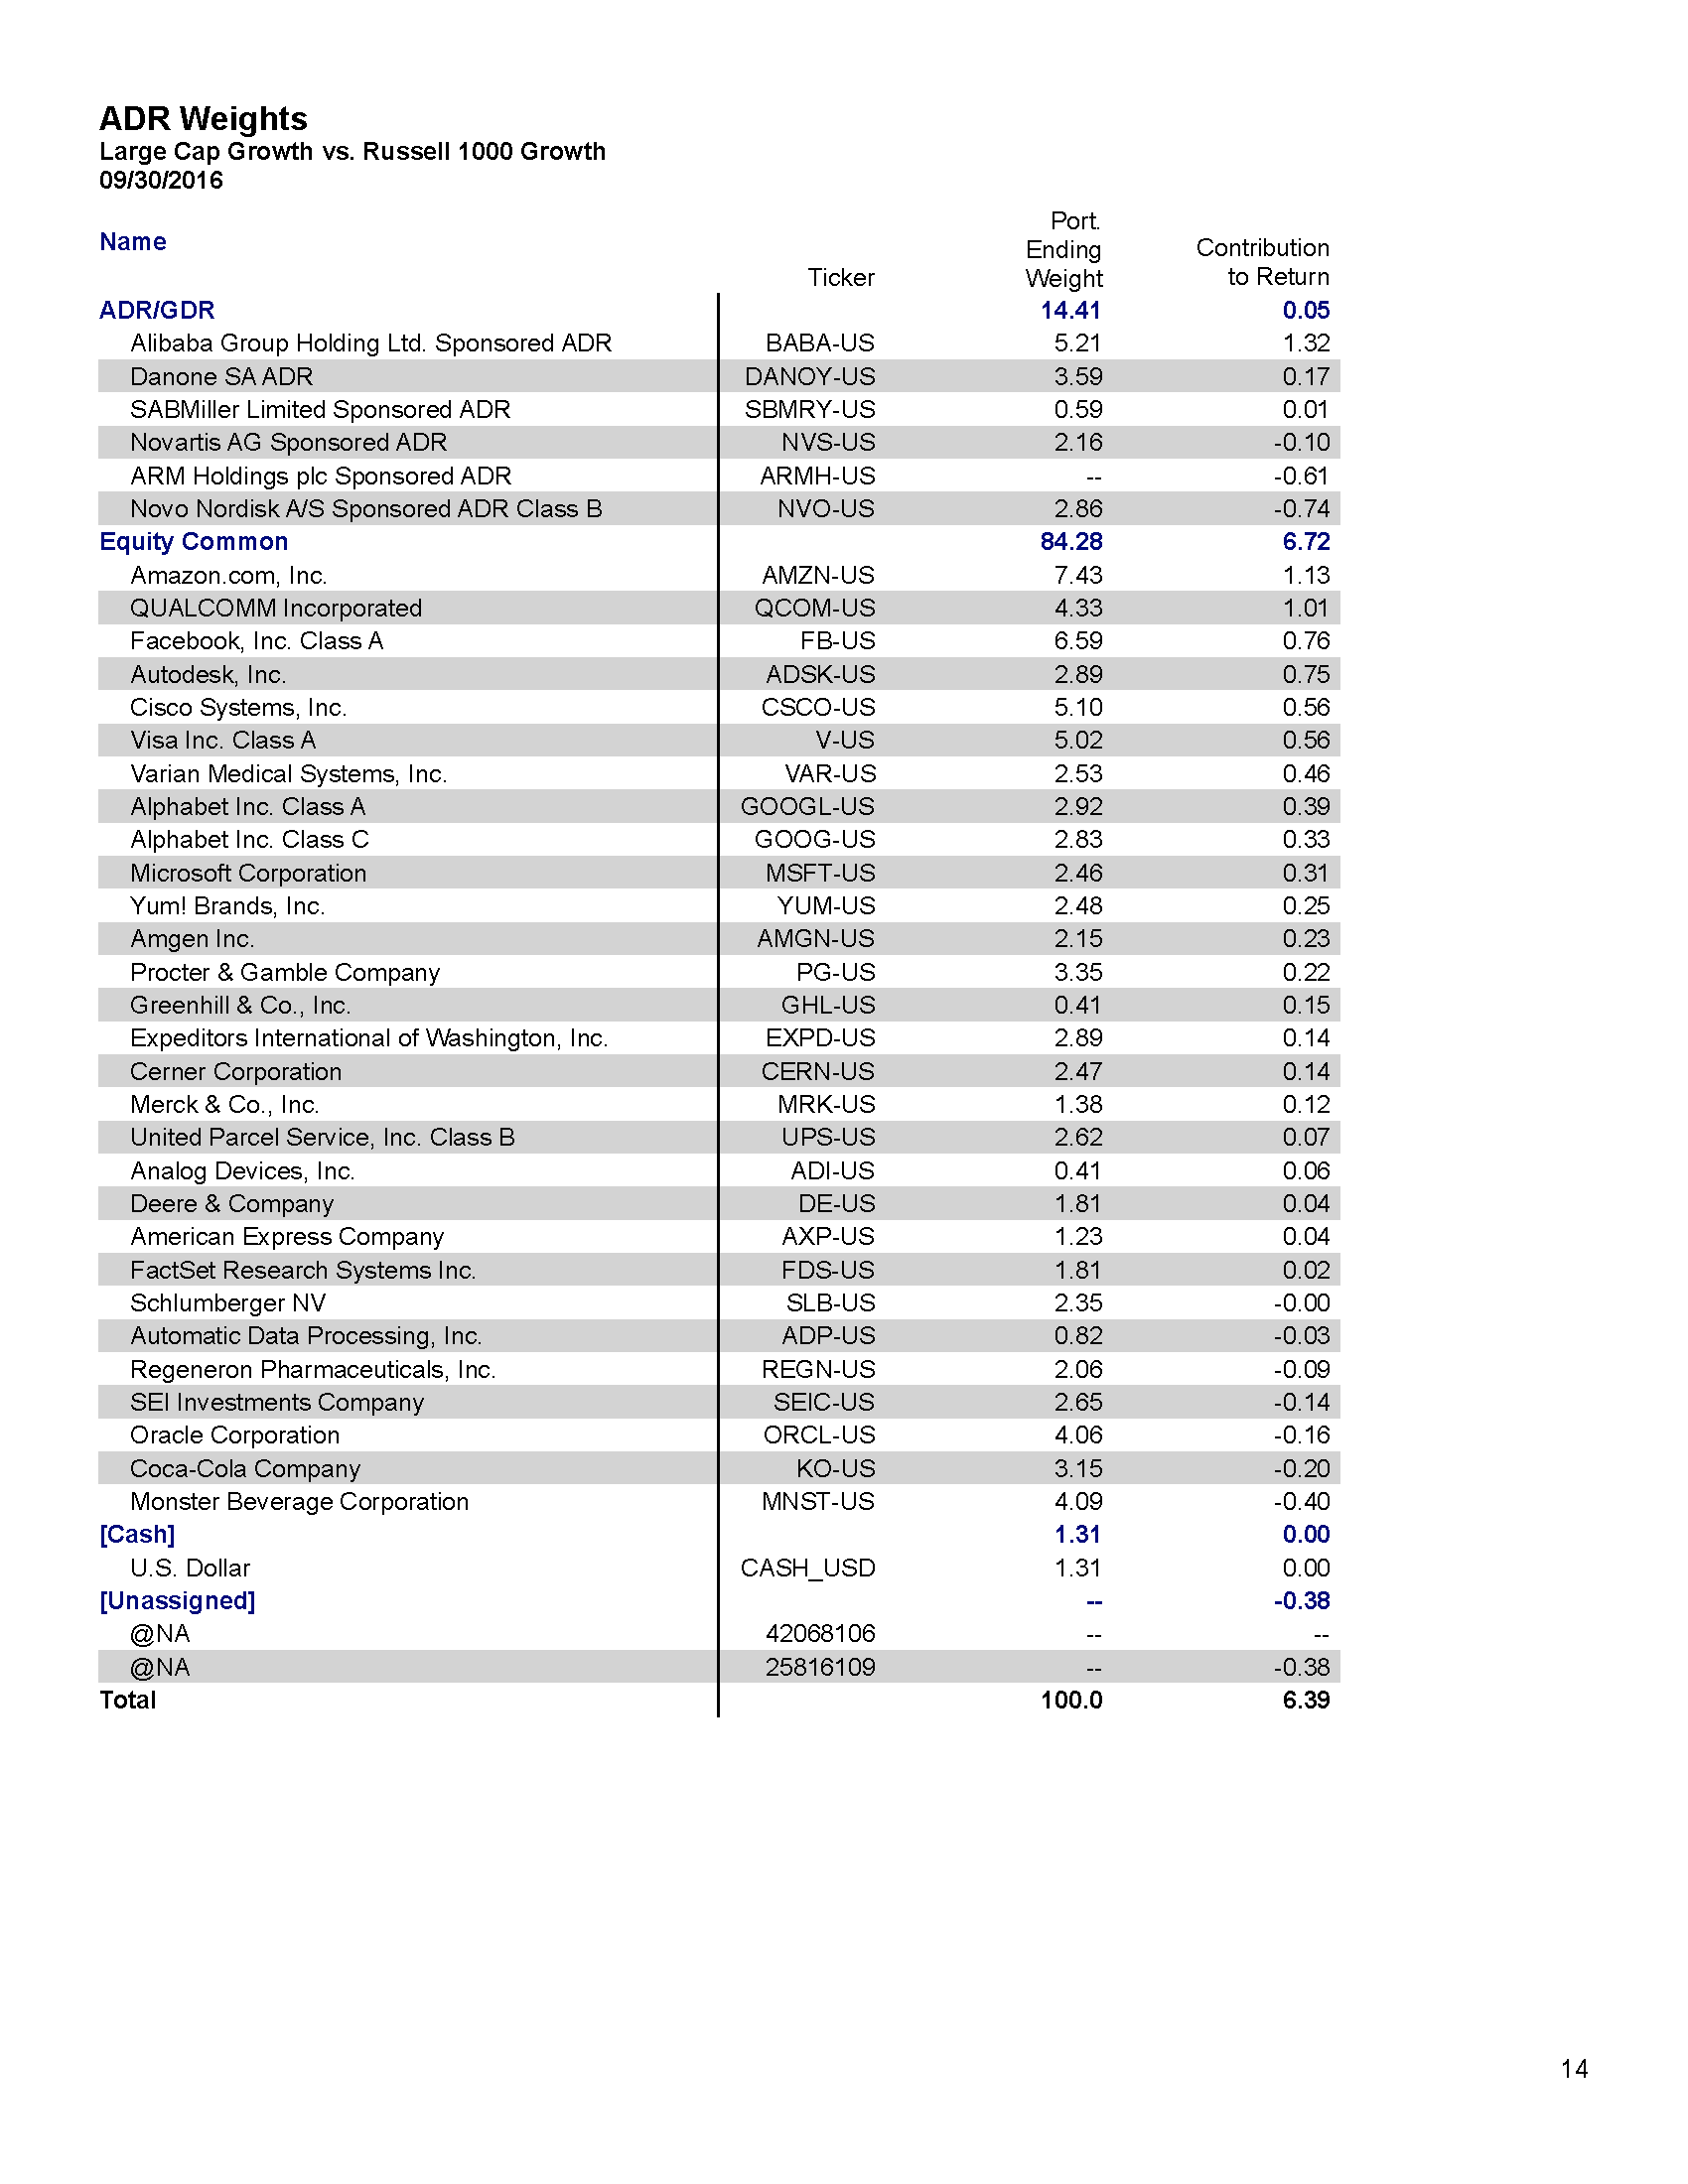 ADR Weights
Large Cap Growth vs. Russell 1000 Growth
09/30/2016
Name Ticker Port. Ending Weight Contribution to Return
ADR/GDR 14.41 0.05
Alibaba Group Holding Ltd. Sponsored ADR BABA-US 5.21 1.32
Danone SA ADR DANOY-US 3.59 0.17
SABMiller Limited Sponsored ADR SBMRY-US 0.59 0.01
Novartis AG Sponsored ADR NVS-US 2.16 -0.10
ARM Holdings plc Sponsored ADR ARMH-US -- -0.61
Novo Nordisk A/S Sponsored ADR Class B NVO-US 2.86 -0.74
Equity Common 84.28 6.72
Amazon.com, Inc. AMZN-US 7.43 1.13
QUALCOMM Incorporated QCOM-US 4.33 1.01
Facebook, Inc. Class A FB-US 6.59 0.76
Autodesk, Inc. ADSK-US 2.89 0.75
Cisco Systems, Inc. CSCO-US 5.10 0.56
Visa Inc. Class A V-US 5.02 0.56
Varian Medical Systems, Inc. VAR-US 2.53 0.46
Alphabet Inc. Class A GOOGL-US 2.92 0.39
Alphabet Inc. Class C GOOG-US 2.83 0.33
Microsoft Corporation MSFT-US 2.46 0.31
Yum! Brands, Inc. YUM-US 2.48 0.25
Amgen Inc. AMGN-US 2.15 0.23
Procter & Gamble Company PG-US 3.35 0.22
Greenhill & Co., Inc. GHL-US 0.41 0.15
Expeditors International of Washington, Inc. EXPD-US 2.89 0.14
Cerner Corporation CERN-US 2.47 0.14
Merck & Co., Inc. MRK-US 1.38 0.12
United Parcel Service, Inc. Class B UPS-US 2.62 0.07
Analog Devices, Inc. ADI-US 0.41 0.06
Deere & Company DE-US 1.81 0.04
American Express Company AXP-US 1.23 0.04
FactSet Research Systems Inc. FDS-US 1.81 0.02
Schlumberger NV SLB-US 2.35 -0.00
Automatic Data Processing, Inc. ADP-US 0.82 -0.03
Regeneron Pharmaceuticals, Inc. REGN-US 2.06 -0.09
SEI Investments Company SEIC-US 2.65 -0.14
Oracle Corporation ORCL-US 4.06 -0.16
Coca-Cola Company KO-US 3.15 -0.20
Monster Beverage Corporation MNST-US 4.09 -0.40
[Cash] 1.31 0.00
U.S. Dollar CASH_USD 1.31 0.00
[Unassigned] -- -0.38
@NA 42068106 -- --
@NA 25816109 -- -0.38
Total 100.0 6.39
14